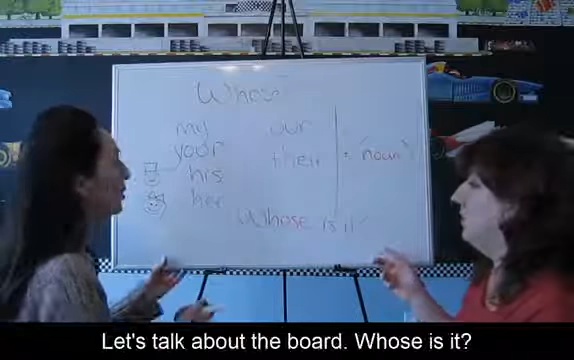 Whose
my our
your their + "noun"
his
her
Whose is it?
Let's talk about the board. Whose is it?